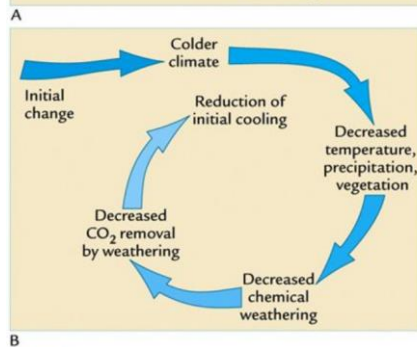 A
Colder
climate
Initial
change
Reduction of
initial cooling
Decreased
temperature,
precipitation,
vegetation
Decreased
CO₂ removal
by weathering
Decreased
chemical
weathering
B